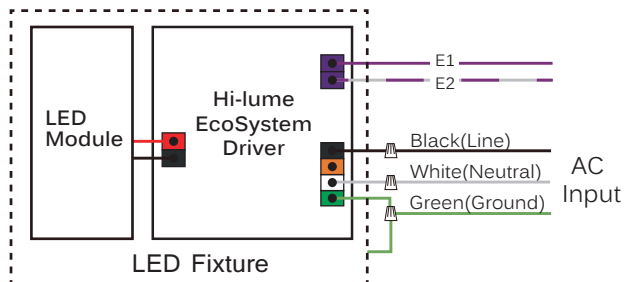 E1
E2
Hi-lume
EcoSystem
Driver
LED
Module
Black(Line)
White(Neutral)
Green(Ground)
AC
Input
LED Fixture